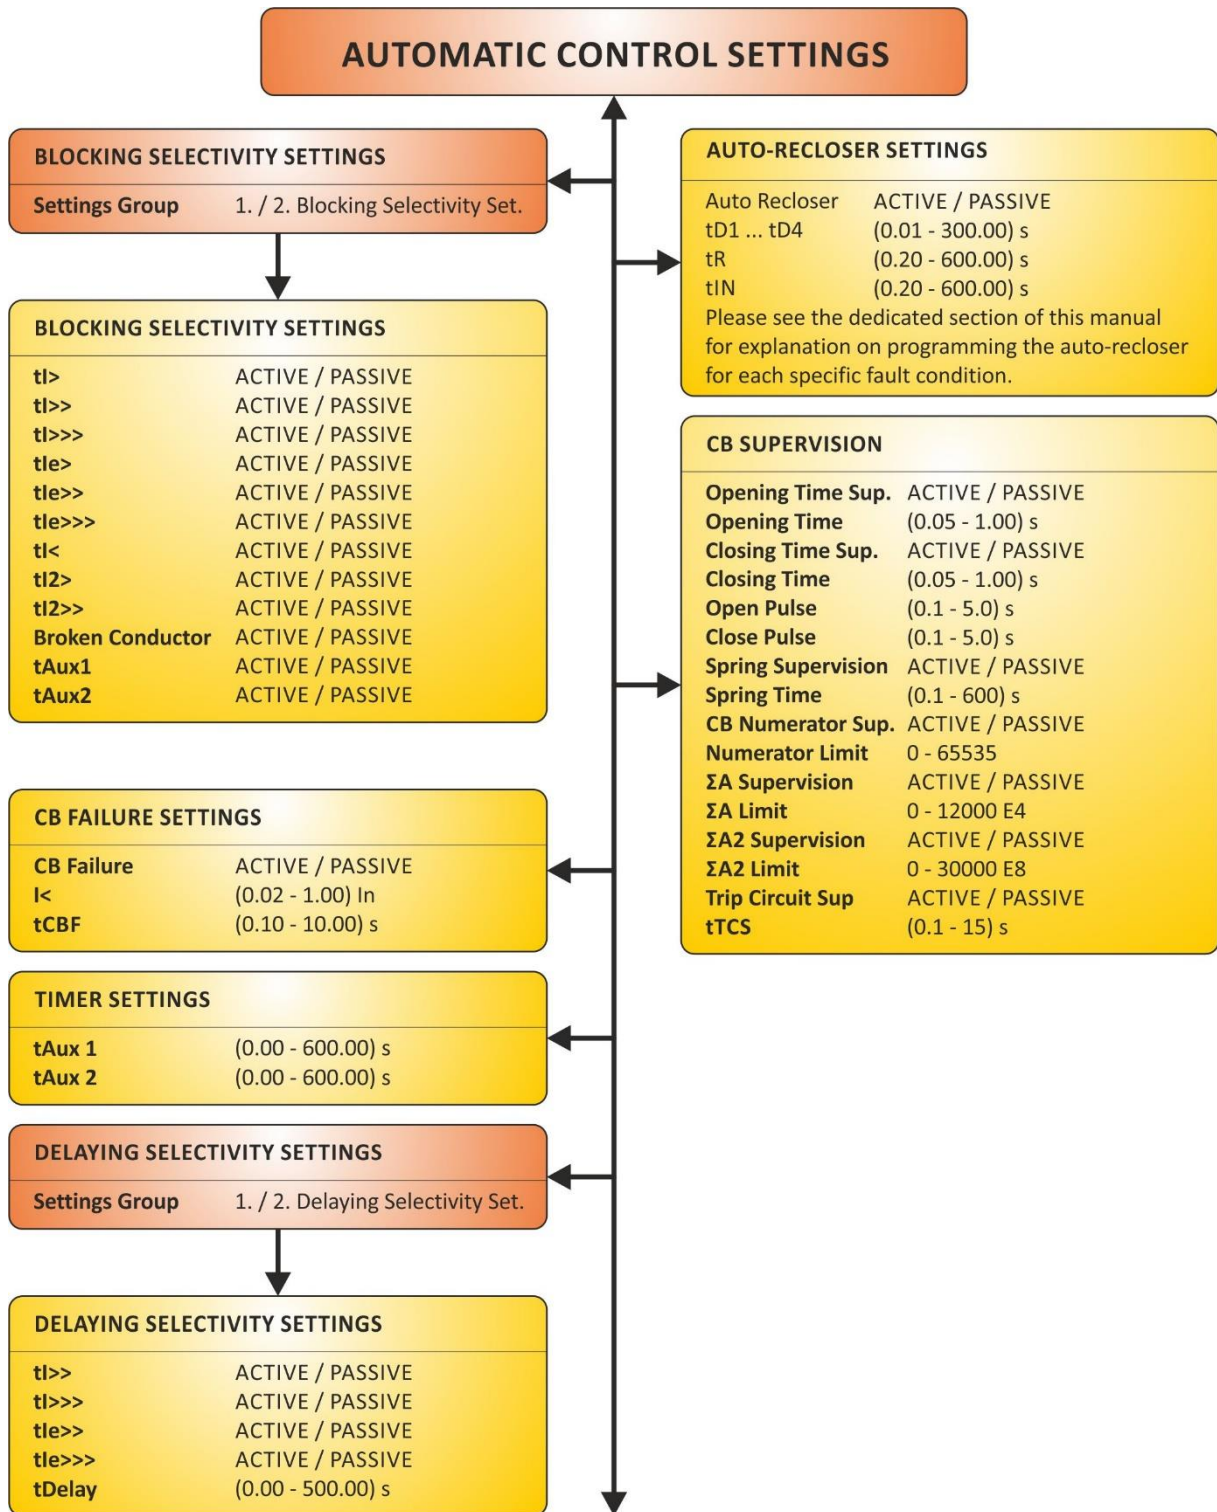 AUTOMATIC CONTROL SETTINGS
BLOCKING SELECTIVITY SETTINGS
Settings Group 1. / 2. Blocking Selectivity Set.
BLOCKING SELECTIVITY SETTINGS
tI> ACTIVE / PASSIVE
tI>> ACTIVE / PASSIVE
tI>>> ACTIVE / PASSIVE
tIe> ACTIVE / PASSIVE
tIe>> ACTIVE / PASSIVE
tIe>>> ACTIVE / PASSIVE
tI< ACTIVE / PASSIVE
tI2> ACTIVE / PASSIVE
tI2>> ACTIVE / PASSIVE
Broken Conductor ACTIVE / PASSIVE
tAux1 ACTIVE / PASSIVE
tAux2 ACTIVE / PASSIVE
CB FAILURE SETTINGS
CB Failure ACTIVE / PASSIVE
I< (0.02 - 1.00) In
tCBF (0.10 - 10.00) s
TIMER SETTINGS
tAux 1 (0.00 - 600.00) s
tAux 2 (0.00 - 600.00) s
DELAYING SELECTIVITY SETTINGS
Settings Group 1. / 2. Delaying Selectivity Set.
DELAYING SELECTIVITY SETTINGS
tI>> ACTIVE / PASSIVE
tI>>> ACTIVE / PASSIVE
tIe>> ACTIVE / PASSIVE
tIe>>> ACTIVE / PASSIVE
tDelay (0.00 - 500.00) s
AUTO-RECLOSER SETTINGS
Auto Recloser ACTIVE / PASSIVE
tD1 ... tD4 (0.01 - 300.00) s
tR (0.20 - 600.00) s
tIN (0.20 - 600.00) s
Please see the dedicated section of this manual
for explanation on programming the auto-recloser
for each specific fault condition.
CB SUPERVISION
Opening Time Sup. ACTIVE / PASSIVE
Opening Time (0.05 - 1.00) s
Closing Time Sup. ACTIVE / PASSIVE
Closing Time (0.05 - 1.00) s
Open Pulse (0.1 - 5.0) s
Close Pulse (0.1 - 5.0) s
Spring Supervision ACTIVE / PASSIVE
Spring Time (0.1 - 600) s
CB Numerator Sup. ACTIVE / PASSIVE
Numerator Limit 0 - 65535
ΣA Supervision ACTIVE / PASSIVE
ΣA Limit 0 - 12000 E4
ΣA2 Supervision ACTIVE / PASSIVE
ΣA2 Limit 0 - 30000 E8
Trip Circuit Sup ACTIVE / PASSIVE
tTCS (0.1 - 15) s